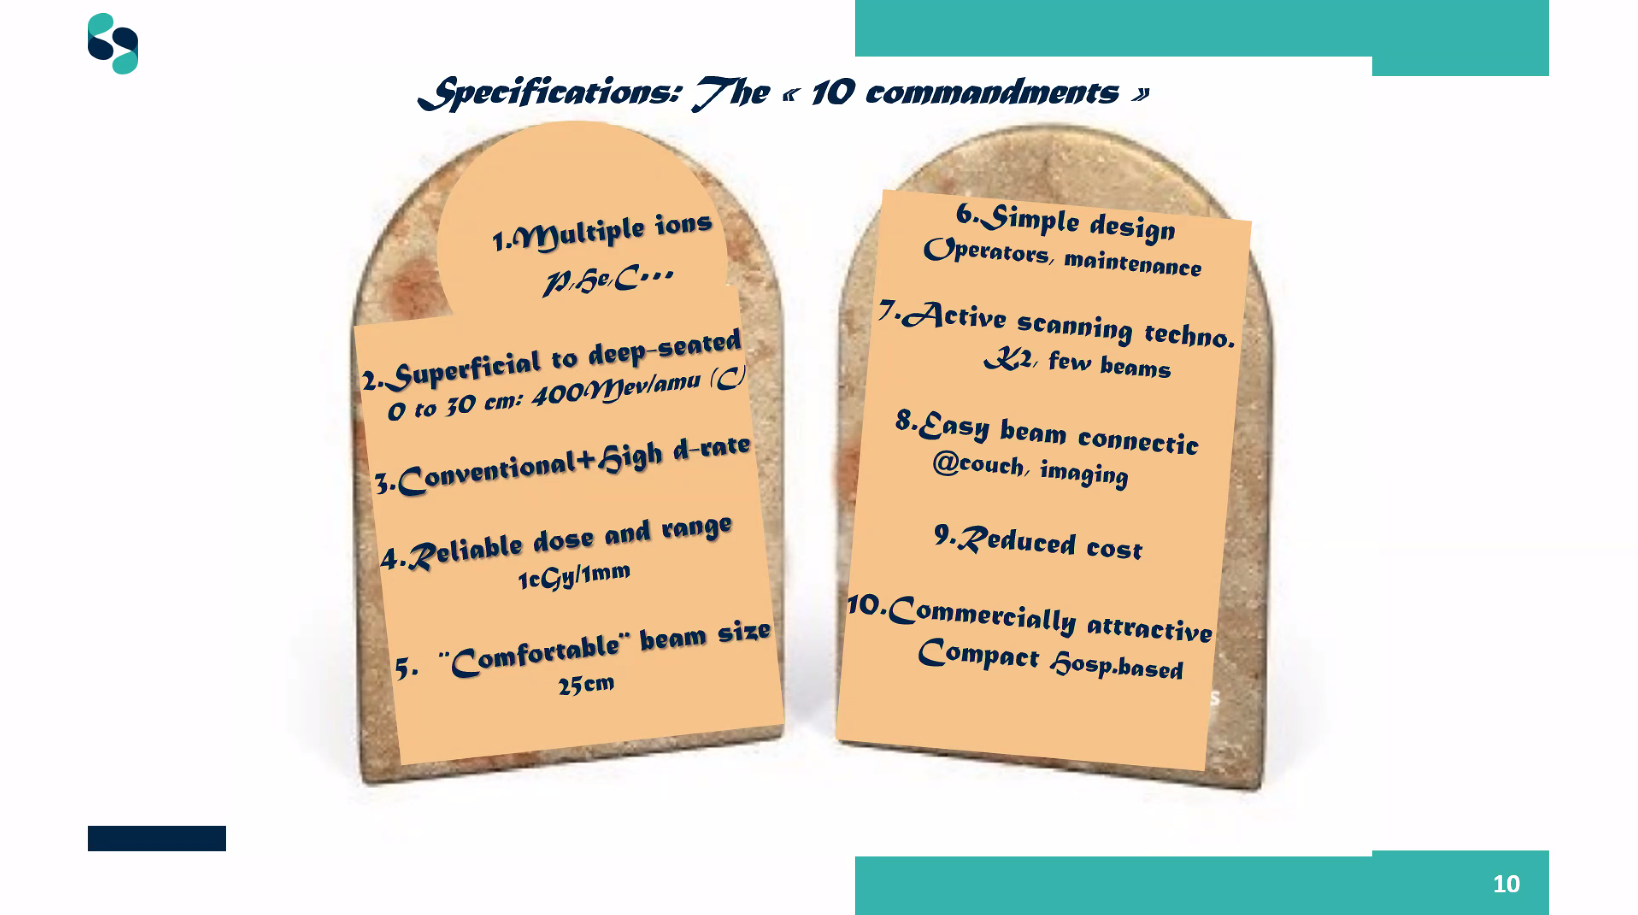 Specifications: The « 10 commandments »
1.Multiple ions
P,He,C...
2.Superficial to deep-seated
0 to 30 cm: 400Mev/amu (C)
3.Conventional+High d-rate
4.Reliable dose and range
1cGy/1mm
5. ¨Comfortable¨ beam size
25cm
6.Simple design
Operators, maintenance
7.Active scanning techno.
K2, few beams
8.Easy beam connectic
@couch, imaging
9.Reduced cost
10.Commercially attractive
Compact Hosp.based
s
10